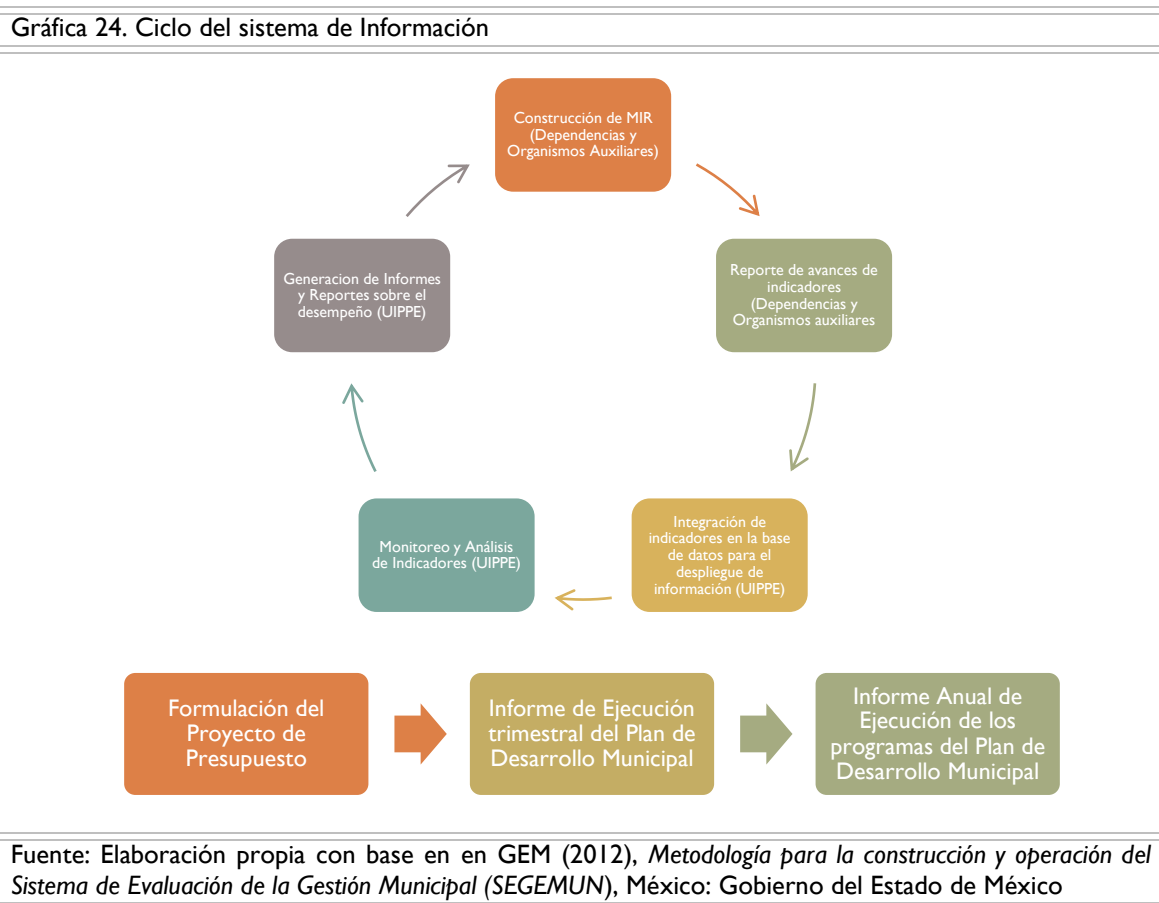 Gráfica 24. Ciclo del sistema de Información
Construcción de MIR
(Dependencias y
Organismos Auxiliares)
Reporte de avances de
indicadores
(Dependencias y
Organismos auxiliares
Integración de
indicadores en la base
de datos para el
despliegue de
información (UIPPE)
Monitoreo y Análisis
de Indicadores (UIPPE)
Generacion de Informes
y Reportes sobre el
desempeño (UIPPE)
Formulación del
Proyecto de
Presupuesto
Informe de Ejecución
trimestral del Plan de
Desarrollo Municipal
Informe Anual de
Ejecución de los
programas del Plan de
Desarrollo Municipal
Fuente: Elaboración propia con base en en GEM (2012), Metodología para la construcción y operación del
Sistema de Evaluación de la Gestión Municipal (SEGEMUN), México: Gobierno del Estado de México